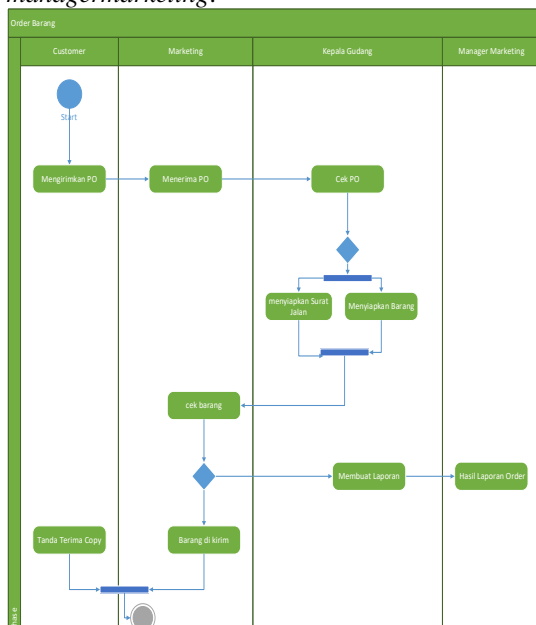 managermarketing.
Order Barang
Customer
Marketing
Kepala Gudang
Manager Marketing
Start
Mengirimkan PO
Menerima PO
Cek PO
menyiapkan Surat
Jalan
Menyiapkan Barang
cek barang
Membuat Laporan
Hasil Laporan Order
Tanda Terima Copy
Barang di kirim